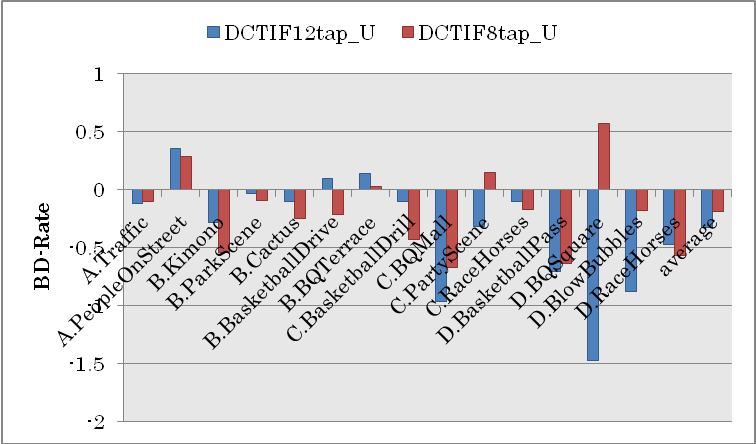 DCTIF12tap_U DCTIF8tap_U
1
0.5
0
-0.5
-1
-1.5
-2
BD-Rate
A.Traffic
A.PeopleOnStreet
B.Kimono
B.ParkScene
B.Cactus
B.BasketballDrive
B.BQTerrace
C.BasketballDrill
C.BQMall
C.PartyScene
C.RaceHorses
D.BasketballPass
D.BQSquare
D.BlowBubbles
D.RaceHorses
average